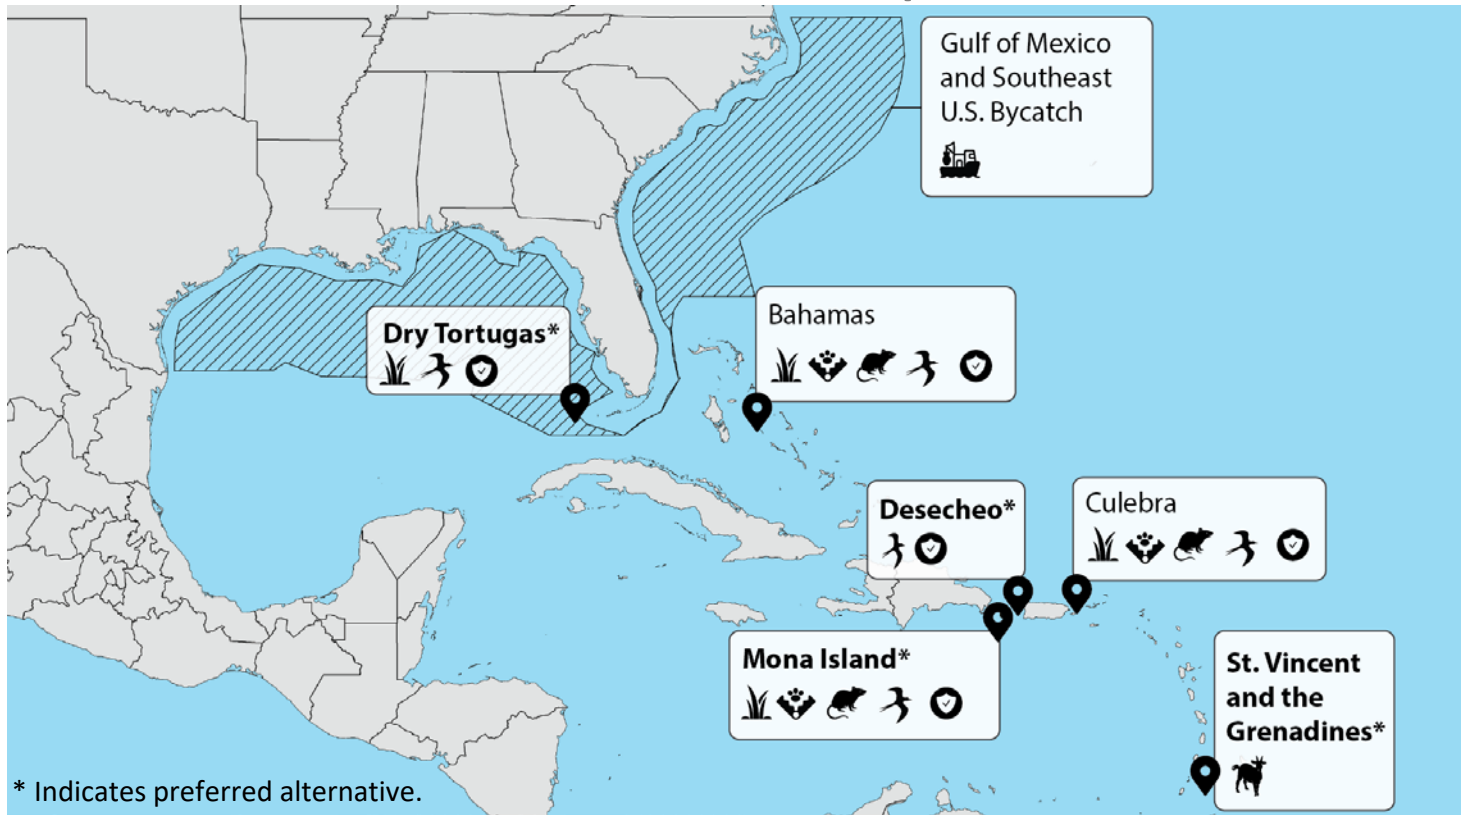 Gulf of Mexico
and Southeast
U.S. Bycatch
Dry Tortugas*
Bahamas
Desecheo*
Culebra
Mona Island*
St. Vincent
and the
Grenadines*
* Indicates preferred alternative.